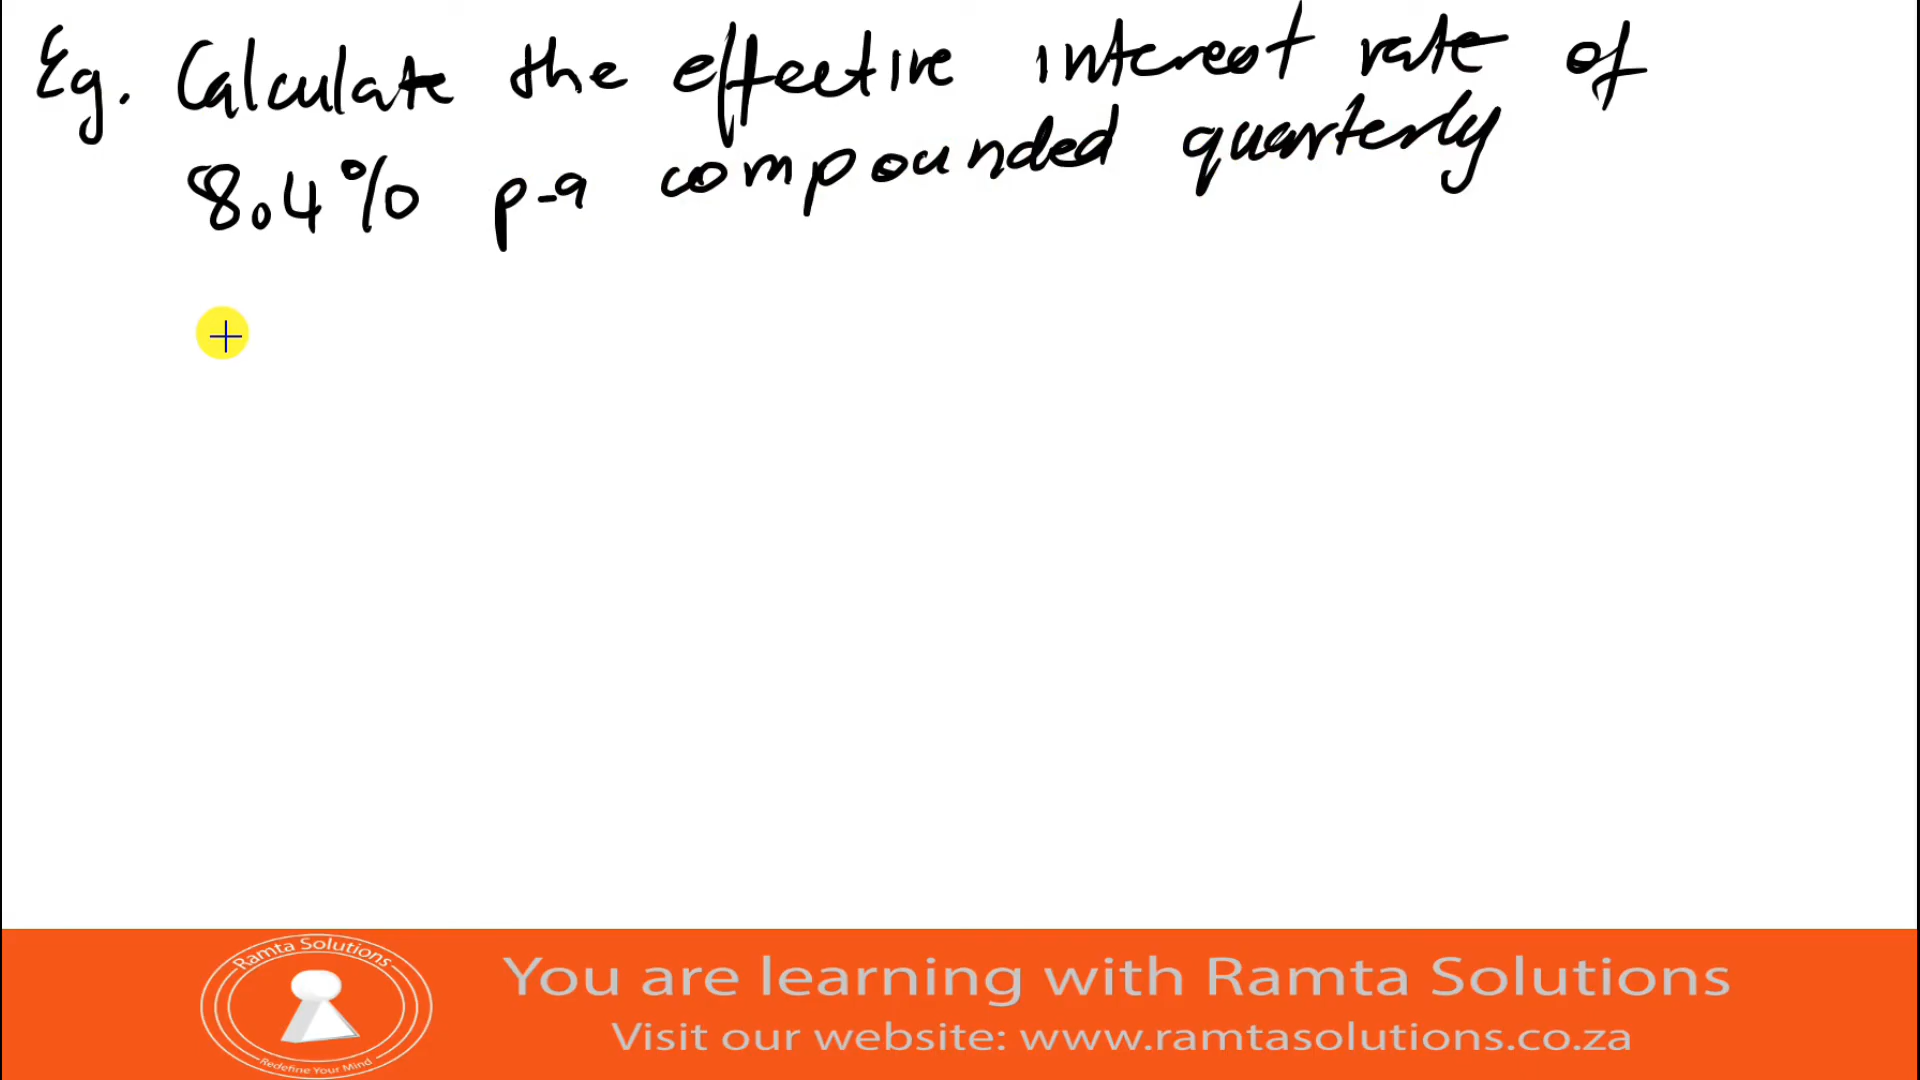 Eg. Calculate the effective interest rate of
8.4% p.a compounded quarterly
Ramta Solutions
Redefine Your Mind
You are learning with Ramta Solutions
Visit our website: www.ramtasolutions.co.za